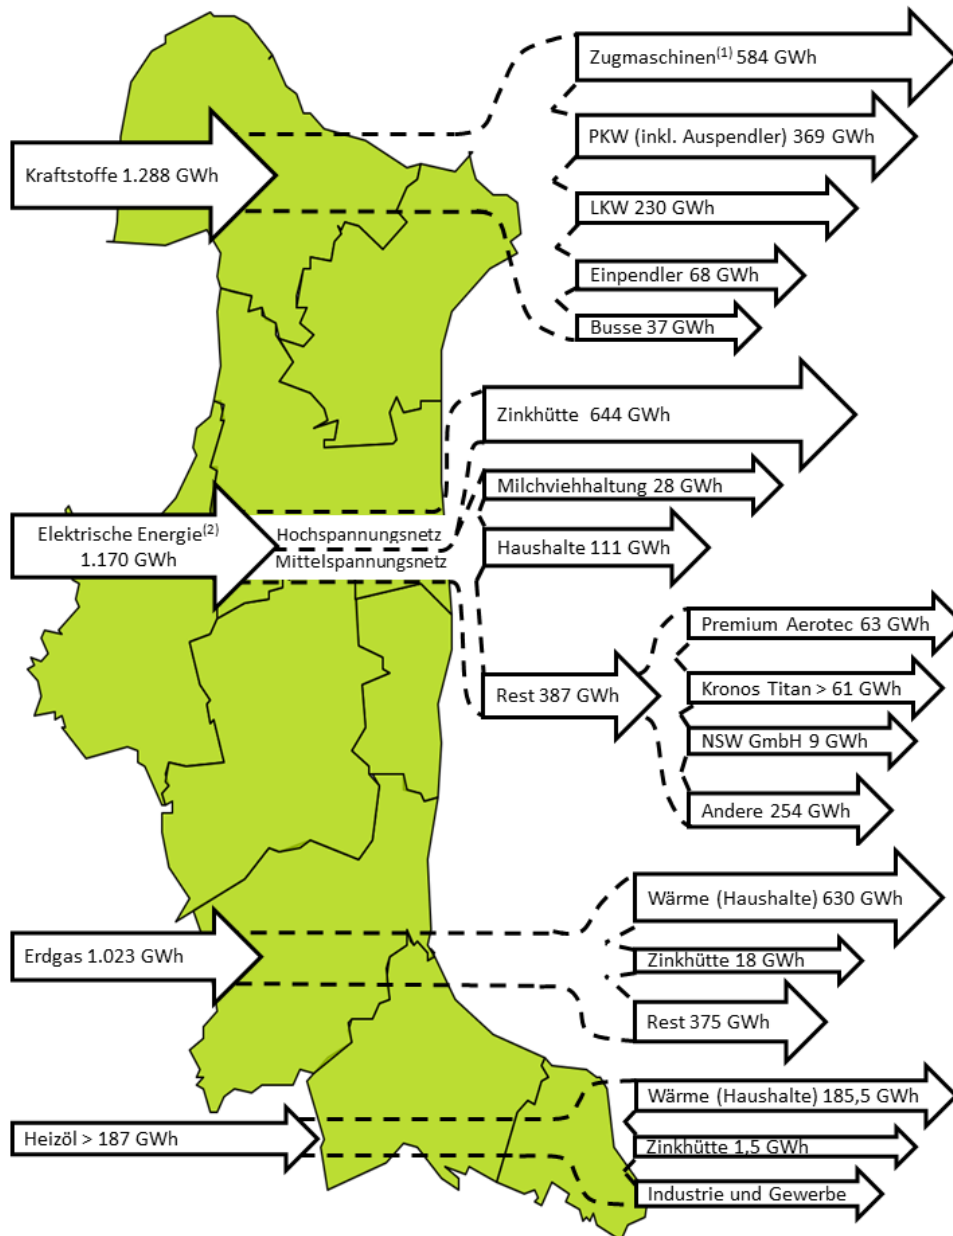 Zugmaschinen(1) 584 GWh
PKW (inkl. Auspendler) 369 GWh
Kraftstoffe 1.288 GWh
LKW 230 GWh
Einpendler 68 GWh
Busse 37 GWh
Zinkhütte 644 GWh
Milchviehhaltung 28 GWh
Elektrische Energie(2)
1.170 GWh
Hochspannungsnetz
Mittelspannungsnetz
Haushalte 111 GWh
Rest 387 GWh
Premium Aerotec 63 GWh
Kronos Titan > 61 GWh
NSW GmbH 9 GWh
Andere 254 GWh
Erdgas 1.023 GWh
Wärme (Haushalte) 630 GWh
Zinkhütte 18 GWh
Rest 375 GWh
Heizöl > 187 GWh
Wärme (Haushalte) 185,5 GWh
Zinkhütte 1,5 GWh
Industrie und Gewerbe